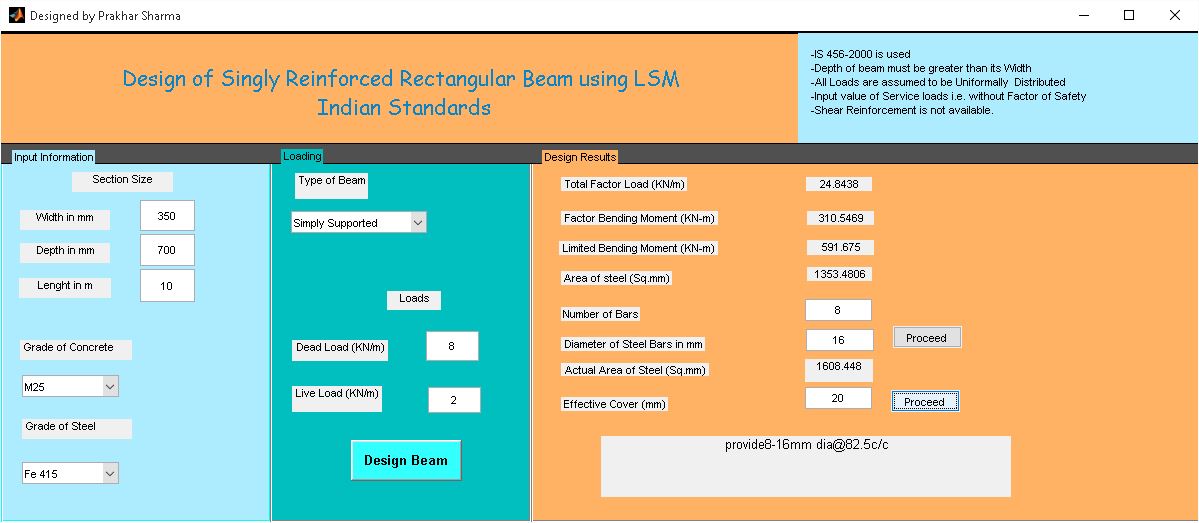 Designed by Prakhar Sharma
Design of Singly Reinforced Rectangular Beam using LSM
Indian Standards
-IS 456-2000 is used
-Depth of beam must be greater than its Width
-All Loads are assumed to be Uniformally Distributed
-Input value of Service loads i.e. without Factor of Safety
-Shear Reinforcement is not available.
Input Information
Section Size
Width in mm 350
Depth in mm 700
Lenght in m 10
Grade of Concrete
M25
Grade of Steel
Fe 415
Loading
Type of Beam
Simply Supported
Loads
Dead Load (KN/m) 8
Live Load (KN/m) 2
Design Beam
Design Results
Total Factor Load (KN/m) 24.8438
Factor Bending Moment (KN-m) 310.5469
Limited Bending Moment (KN-m) 591.675
Area of steel (Sq.mm) 1353.4806
Number of Bars 8
Diameter of Steel Bars in mm 16 Proceed
Actual Area of Steel (Sq.mm) 1608.448
Effective Cover (mm) 20 Proceed
provide8-16mm dia@82.5c/c